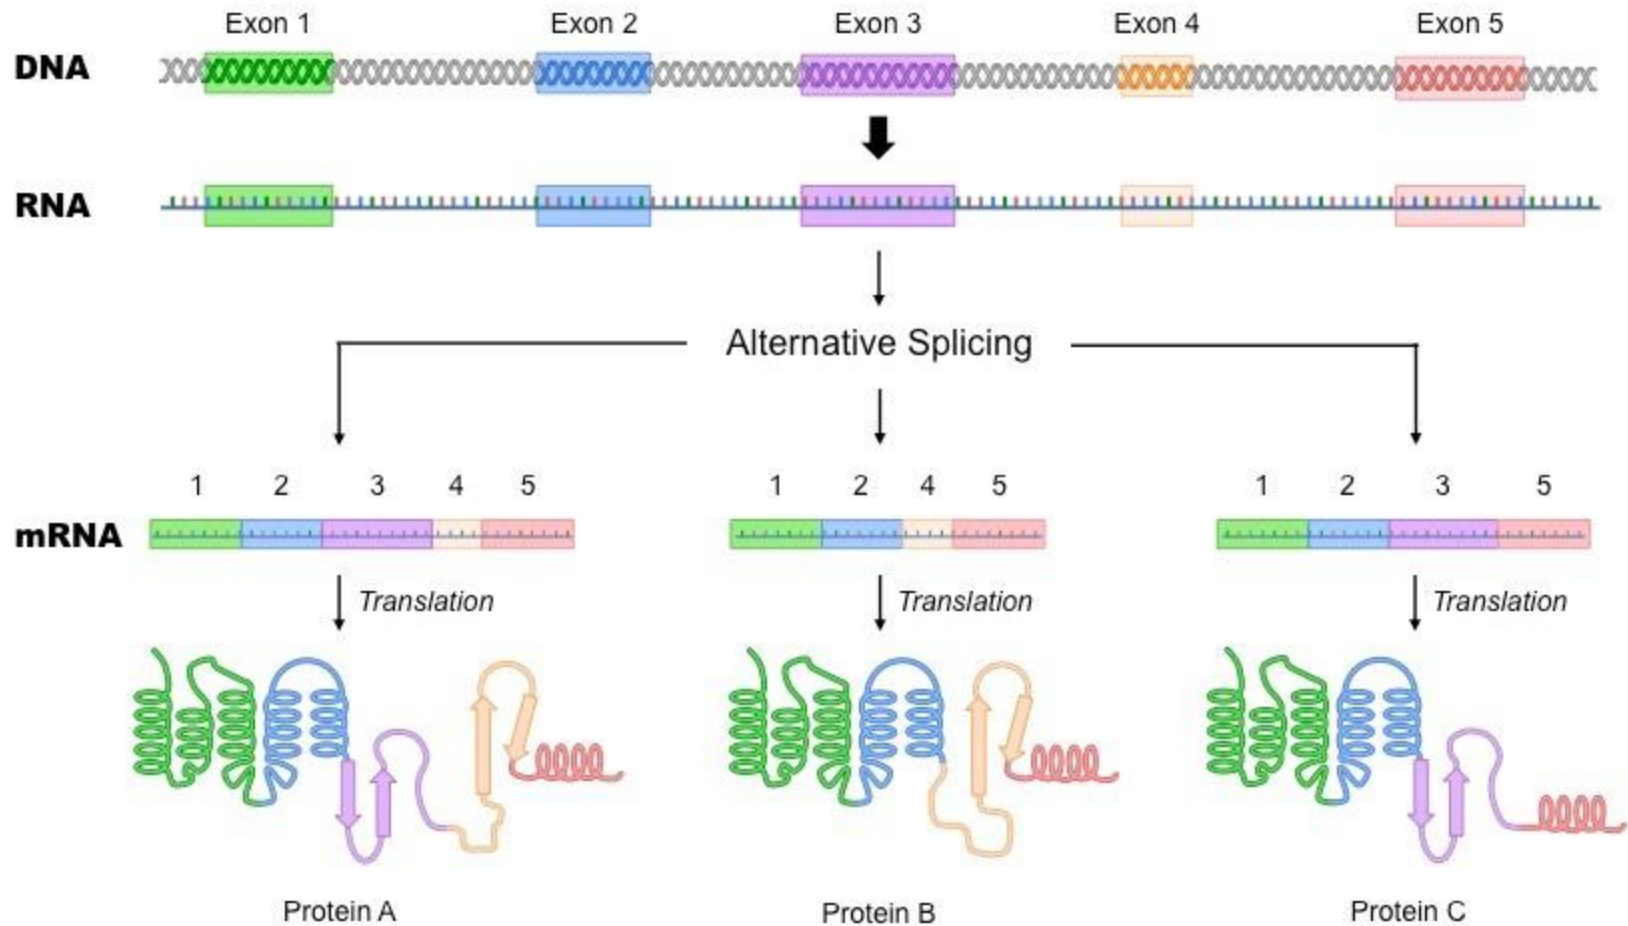 Exon 1 Exon 2 Exon 3 Exon 4 Exon 5
DNA
RNA
Alternative Splicing
1 2 3 4 5 1 2 4 5 1 2 3 5
mRNA
Translation Translation Translation
Protein A Protein B Protein C